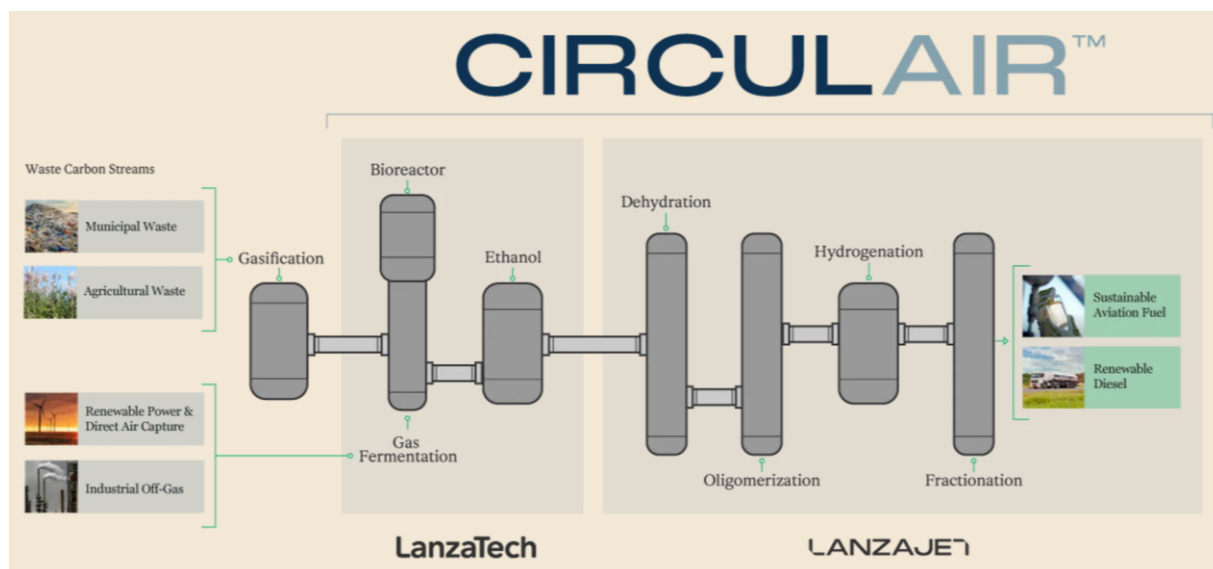 CIRCULAIR™
Waste Carbon Streams
Municipal Waste
Agricultural Waste
Renewable Power &
Direct Air Capture
Industrial Off-Gas
Gasification
Bioreactor
Gas
Fermentation
Ethanol
Dehydration
Oligomerization
Hydrogenation
Fractionation
Sustainable
Aviation Fuel
Renewable
Diesel
LanzaTech
LANZAJET